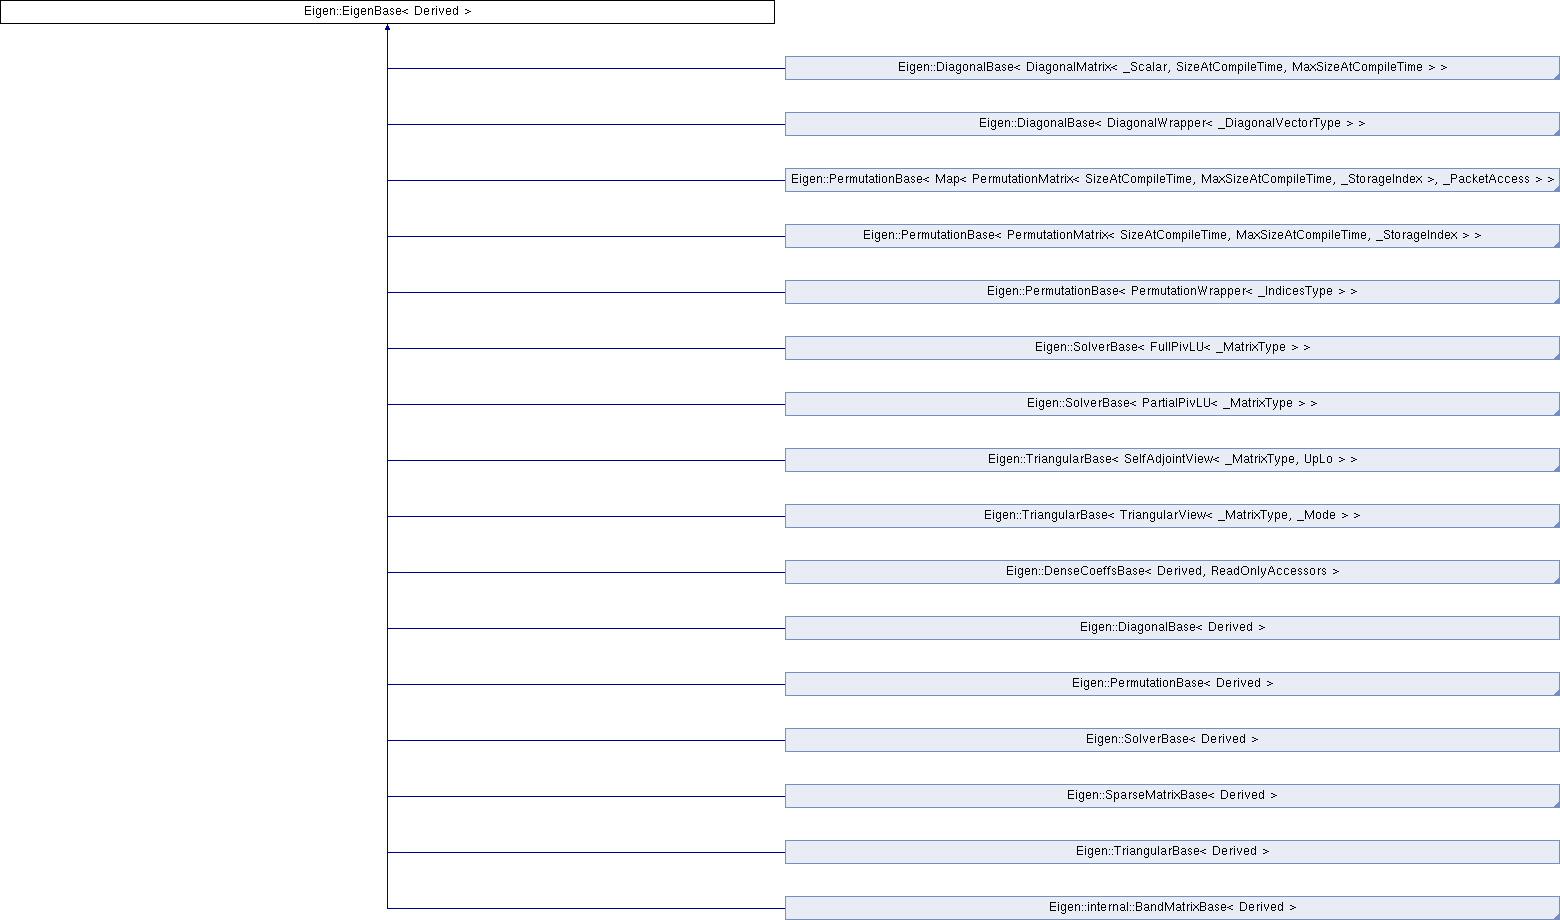 Eigen::EigenBase< Derived >
Eigen::DiagonalBase< DiagonalMatrix< _Scalar, SizeAtCompileTime, MaxSizeAtCompileTime > >
Eigen::DiagonalBase< DiagonalWrapper< _DiagonalVectorType > >
Eigen::PermutationBase< Map< PermutationMatrix< SizeAtCompileTime, MaxSizeAtCompileTime, _StorageIndex >, _PacketAccess > >
Eigen::PermutationBase< PermutationMatrix< SizeAtCompileTime, MaxSizeAtCompileTime, _StorageIndex > >
Eigen::PermutationBase< PermutationWrapper< _IndicesType > >
Eigen::SolverBase< FullPivLU< _MatrixType > >
Eigen::SolverBase< PartialPivLU< _MatrixType > >
Eigen::TriangularBase< SelfAdjointView< _MatrixType, UpLo > >
Eigen::TriangularBase< TriangularView< _MatrixType, _Mode > >
Eigen::DenseCoeffsBase< Derived, ReadOnlyAccessors >
Eigen::DiagonalBase< Derived >
Eigen::PermutationBase< Derived >
Eigen::SolverBase< Derived >
Eigen::SparseMatrixBase< Derived >
Eigen::TriangularBase< Derived >
Eigen::internal::BandMatrixBase< Derived >